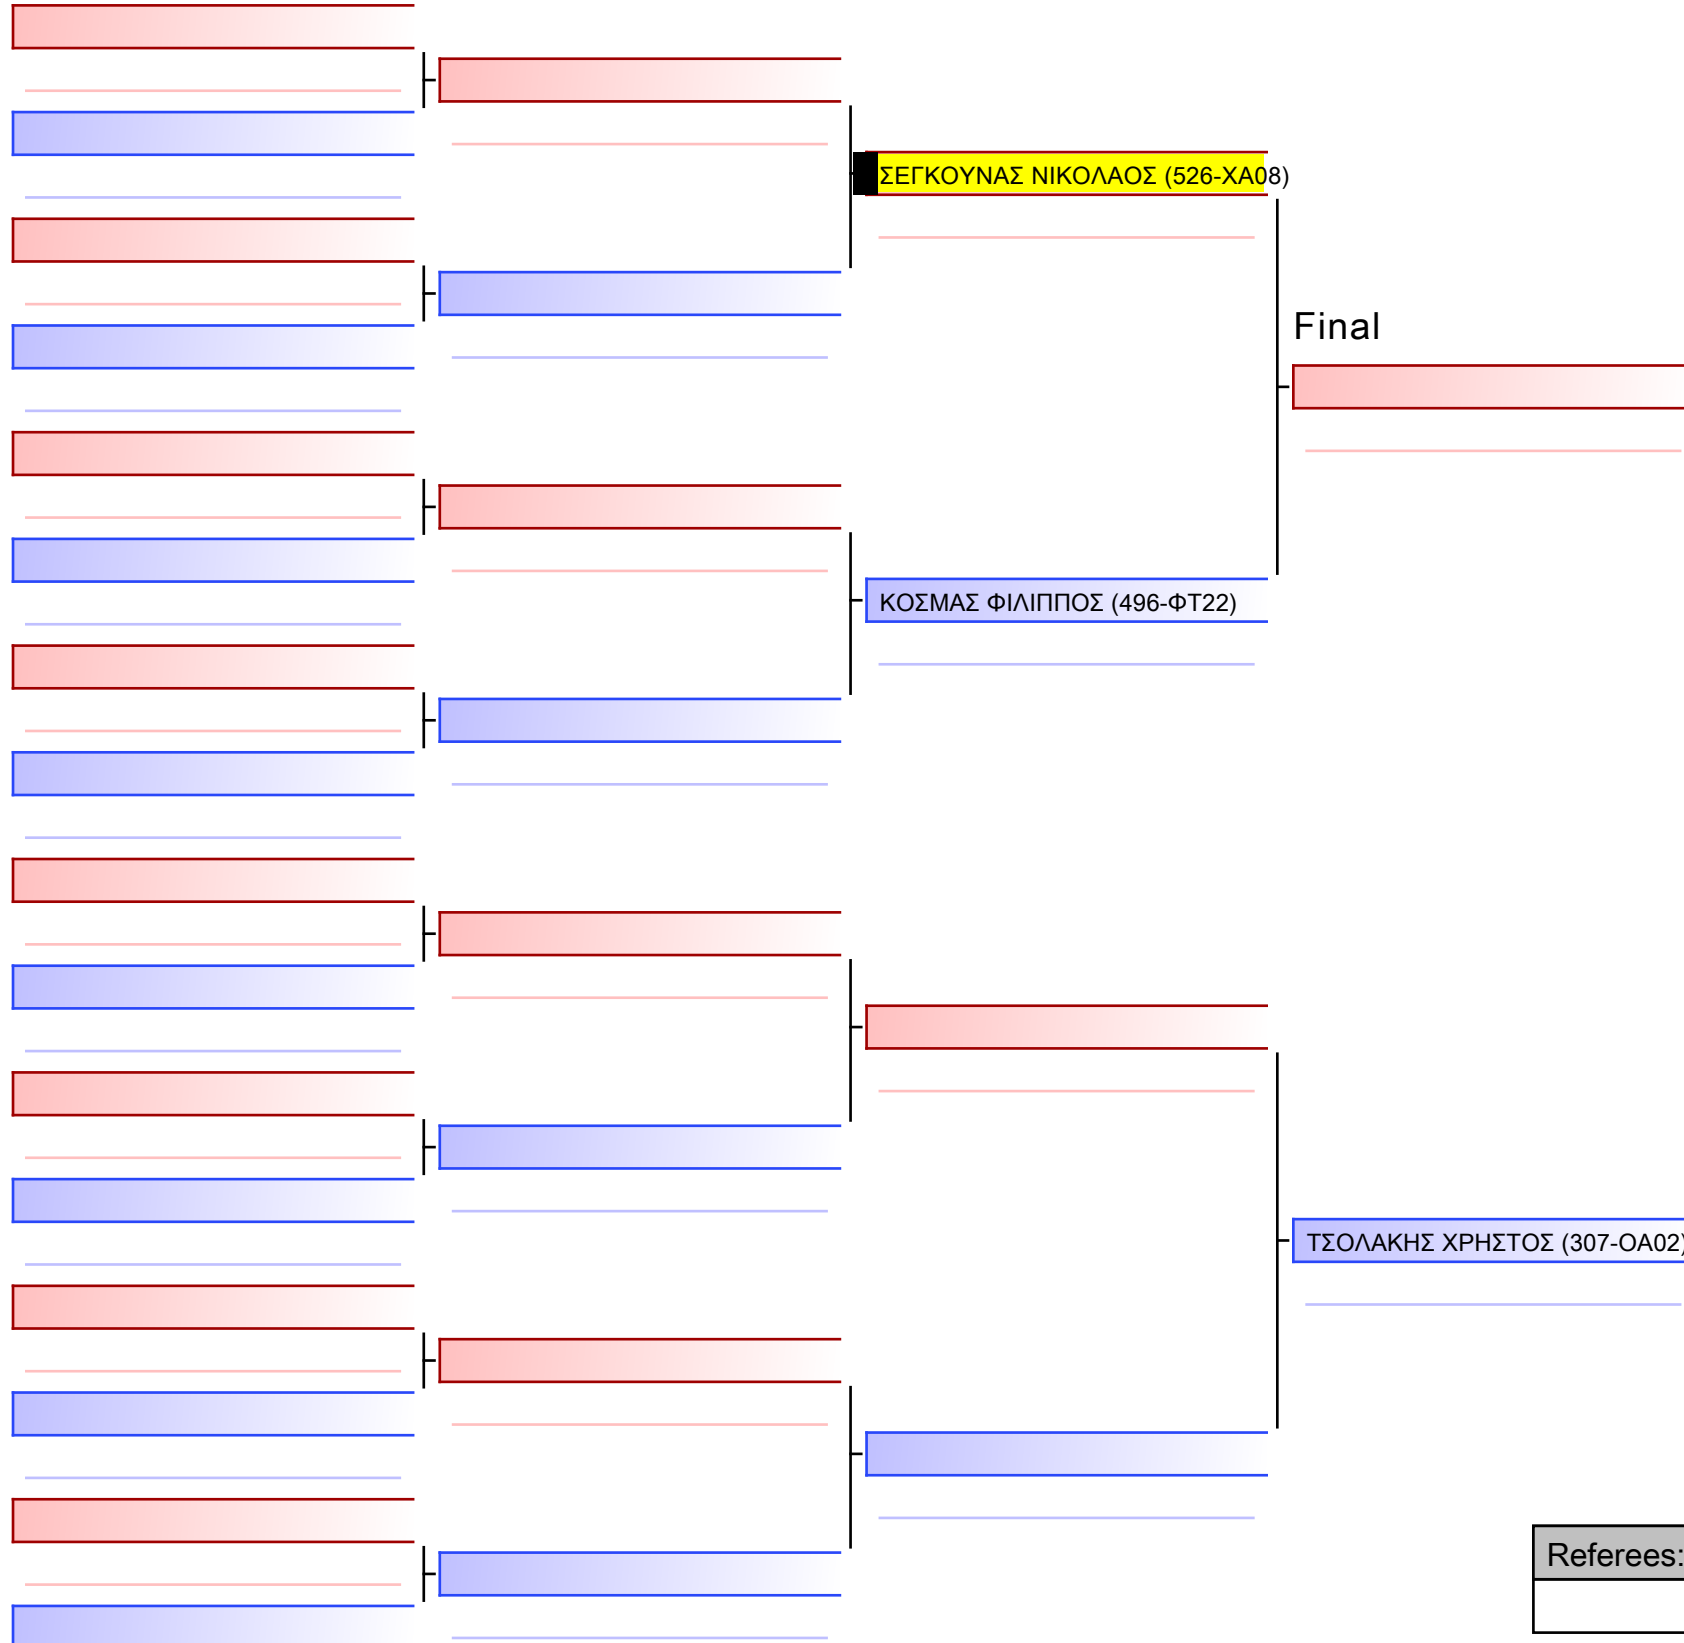 ΣΕΓΚΟΥΝΑΣ ΝΙΚΟΛΑΟΣ (526-ΧΑ08)
Final
ΚΟΣΜΑΣ ΦΙΛΙΠΠΟΣ (496-ΦΤ22)
ΤΣΟΛΑΚΗΣ ΧΡΗΣΤΟΣ (307-ΟΑ02)
Referees: